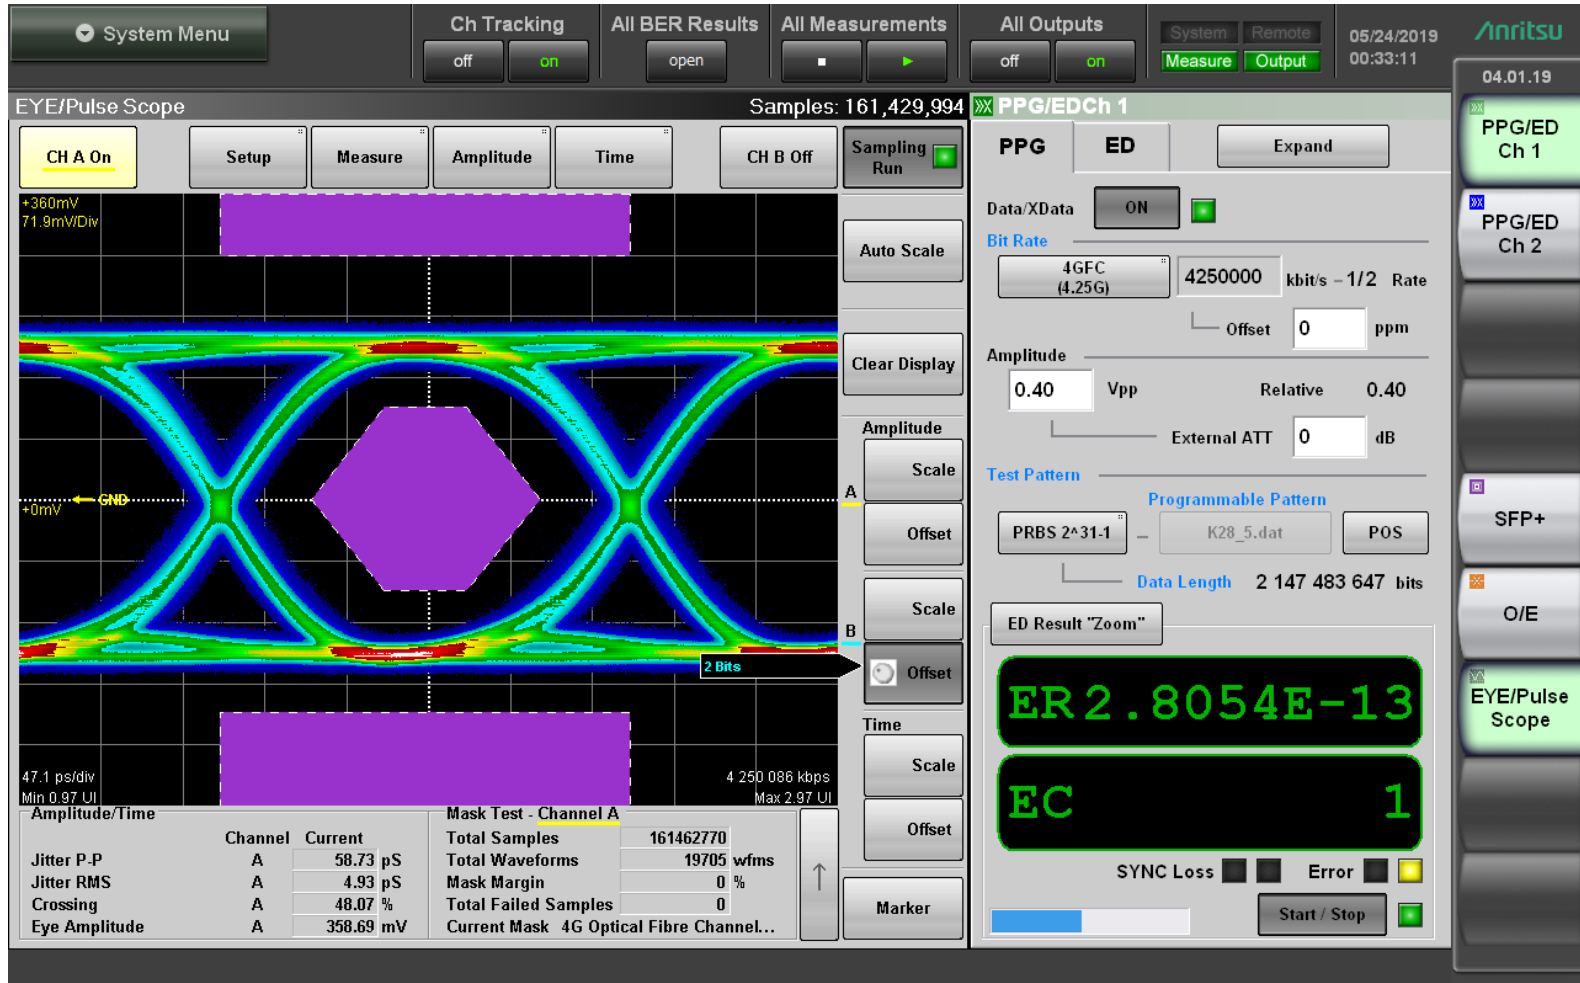 System Menu
Ch Tracking
off on
All BER Results
open
All Measurements
All Outputs
off on
System Remote
Measure Output
05/24/2019
00:33:11
Anritsu
04.01.19
EYE/Pulse Scope
Samples: 161,429,994
CH A On
Setup
Measure
Amplitude
Time
CH B Off
Sampling
Run
+360mV
71.9mV/Div
GND
+0mV
2 Bits
47.1 ps/div
Min 0.97 UI
4 250 086 kbps
Max 2.97 UI
Auto Scale
Clear Display
Amplitude
Scale
A
Offset
Scale
B
Offset
Time
Scale
Offset
Marker
Amplitude/Time
Channel Current
Jitter P-P A 58.73 pS
Jitter RMS A 4.93 pS
Crossing A 48.07 %
Eye Amplitude A 358.69 mV
Mask Test - Channel A
Total Samples 161462770
Total Waveforms 19705 wfms
Mask Margin 0 %
Total Failed Samples 0
Current Mask 4G Optical Fibre Channel...
PPG/EDCh 1
PPG
ED
Expand
Data/XData ON
Bit Rate
4GFC
(4.25G)
4250000 kbit/s - 1/2 Rate
Offset 0 ppm
Amplitude
0.40 Vpp Relative 0.40
External ATT 0 dB
Test Pattern
Programmable Pattern
PRBS 2^31-1 - K28_5.dat POS
Data Length 2 147 483 647 bits
ED Result "Zoom"
ER 2.8054E-13
EC 1
SYNC Loss Error
Start / Stop
PPG/ED
Ch 1
PPG/ED
Ch 2
SFP+
O/E
EYE/Pulse
Scope